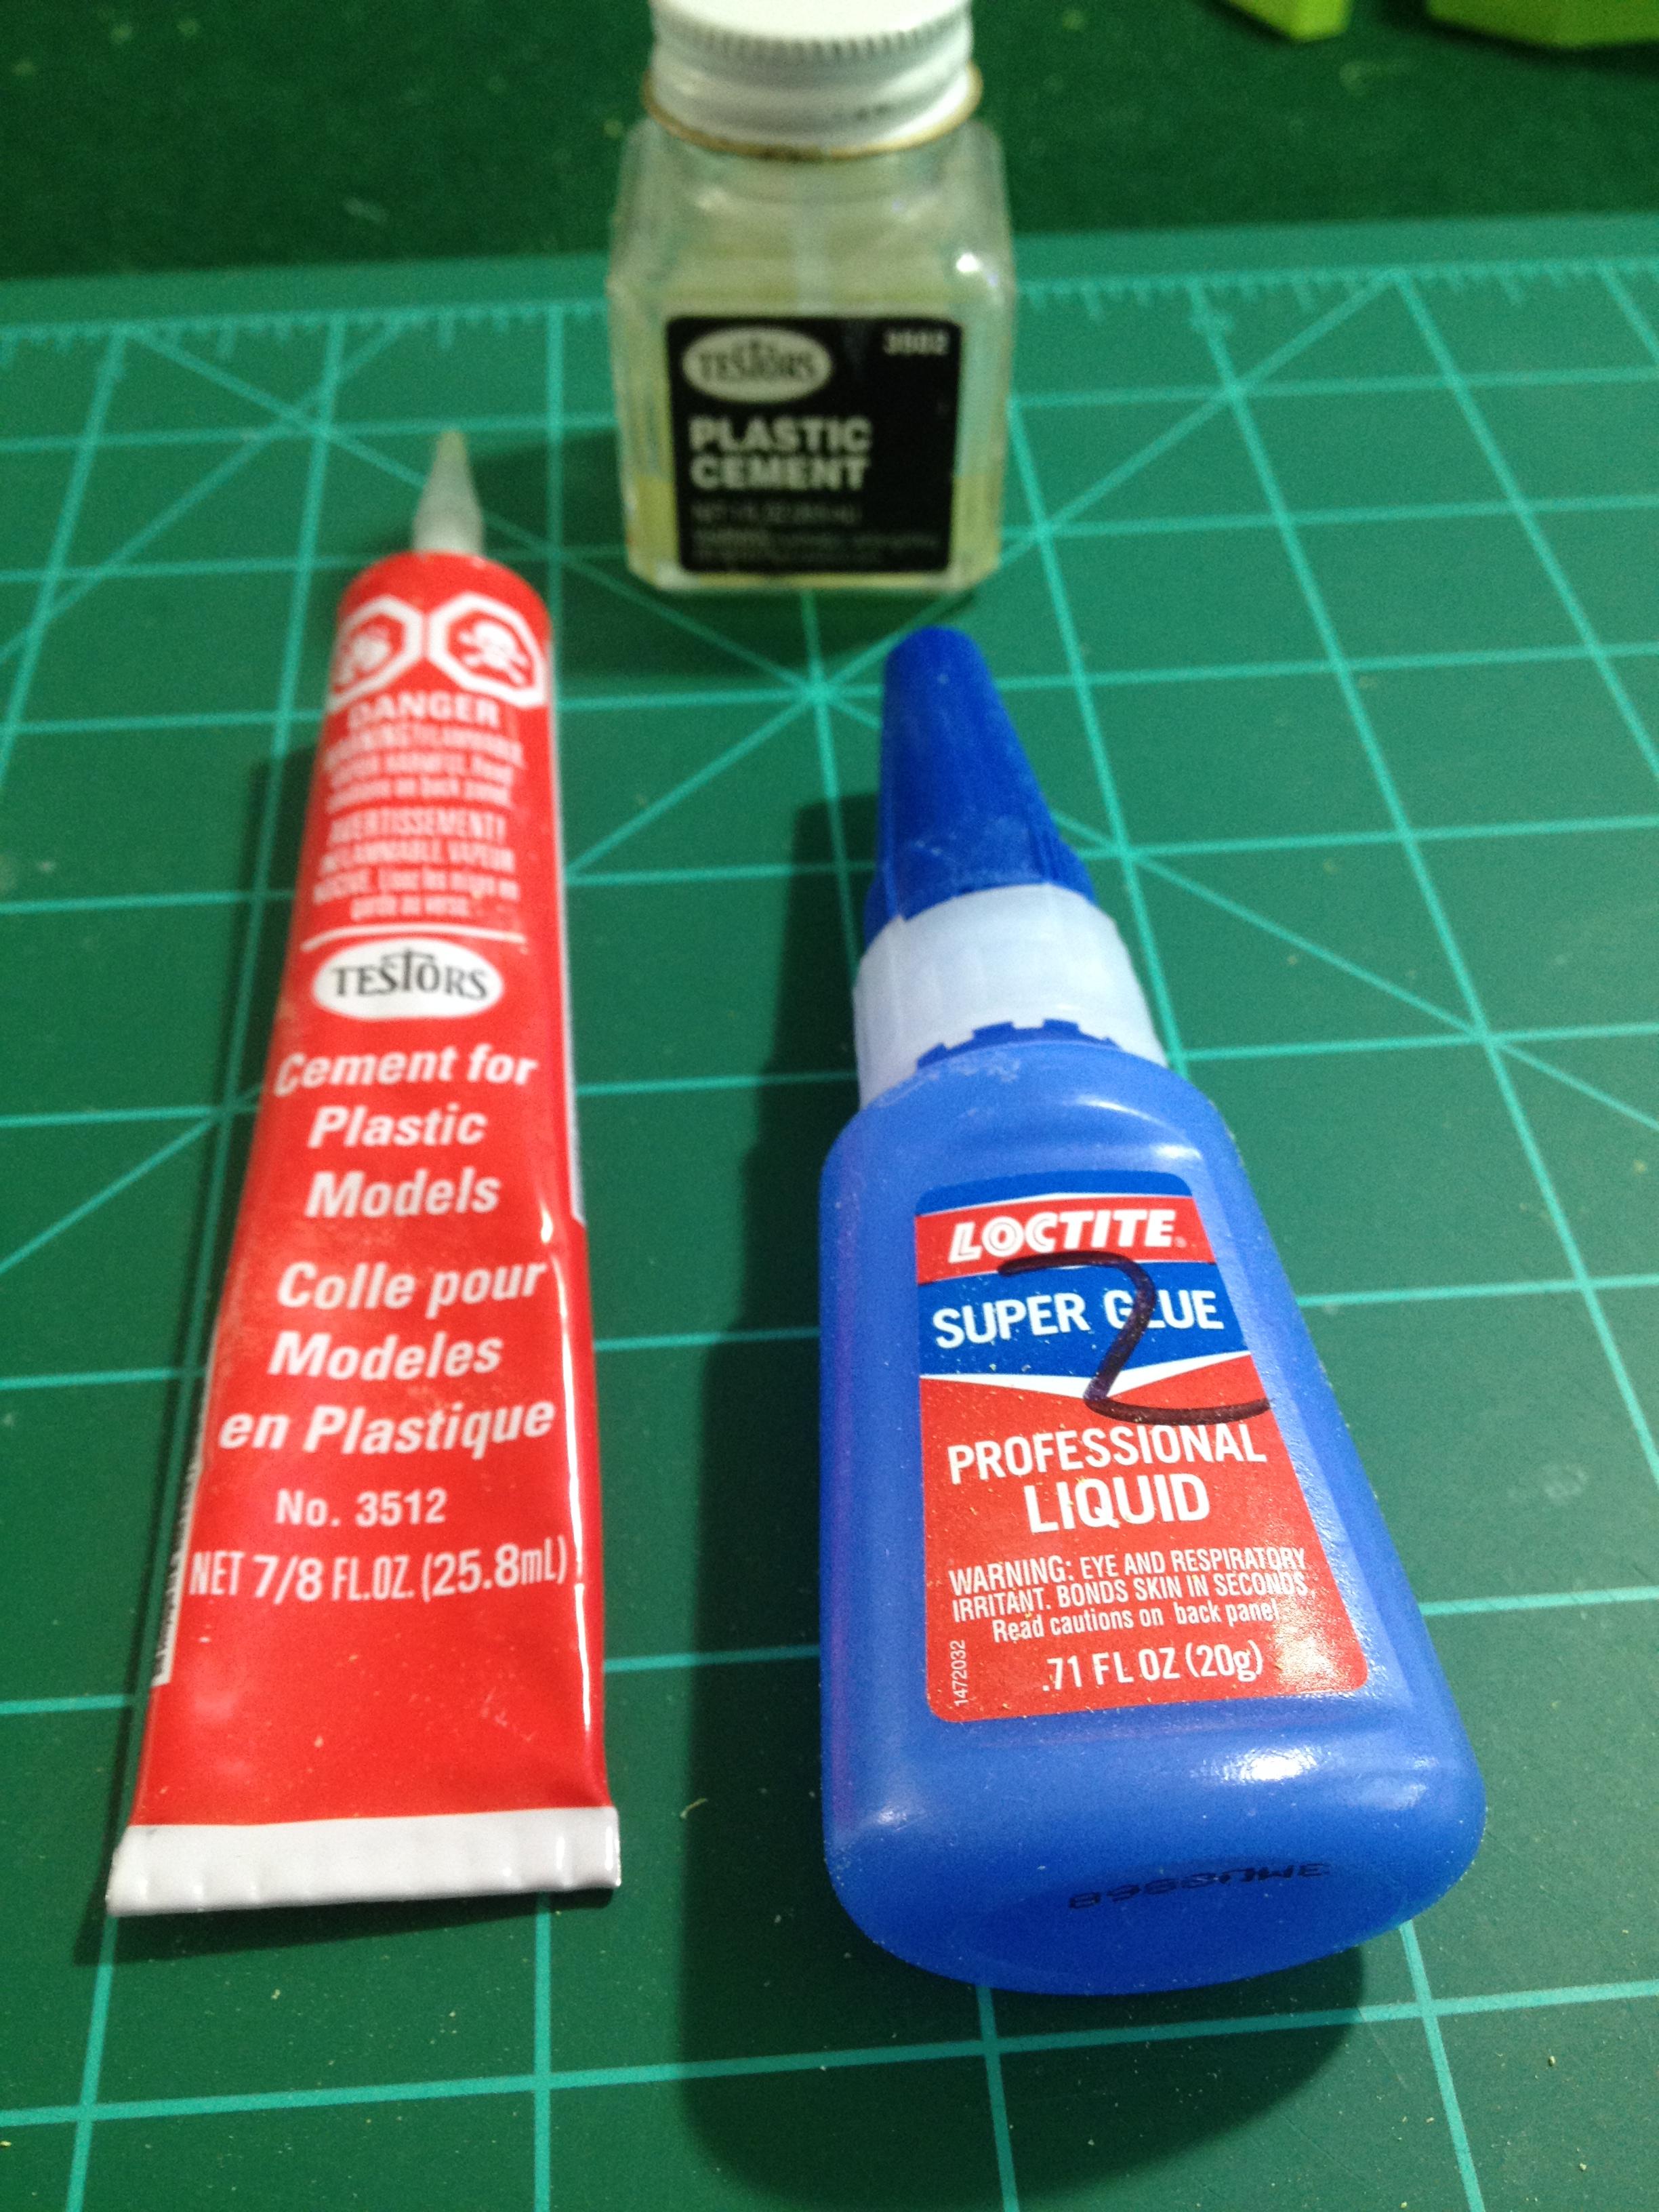 TESTORS
3502
PLASTIC
CEMENT
DANGER
AVERTISSEMENT!
TESTORS
Cement for
Plastic
Models
Colle pour
Modeles
en Plastique
No. 3512
NET 7/8 FL.OZ. (25.8mL)
LOCTITE
2
SUPER GLUE
PROFESSIONAL
LIQUID
WARNING: EYE AND RESPIRATORY
IRRITANT. BONDS SKIN IN SECONDS.
Read cautions on back panel
.71 FL OZ (20g)
1472032